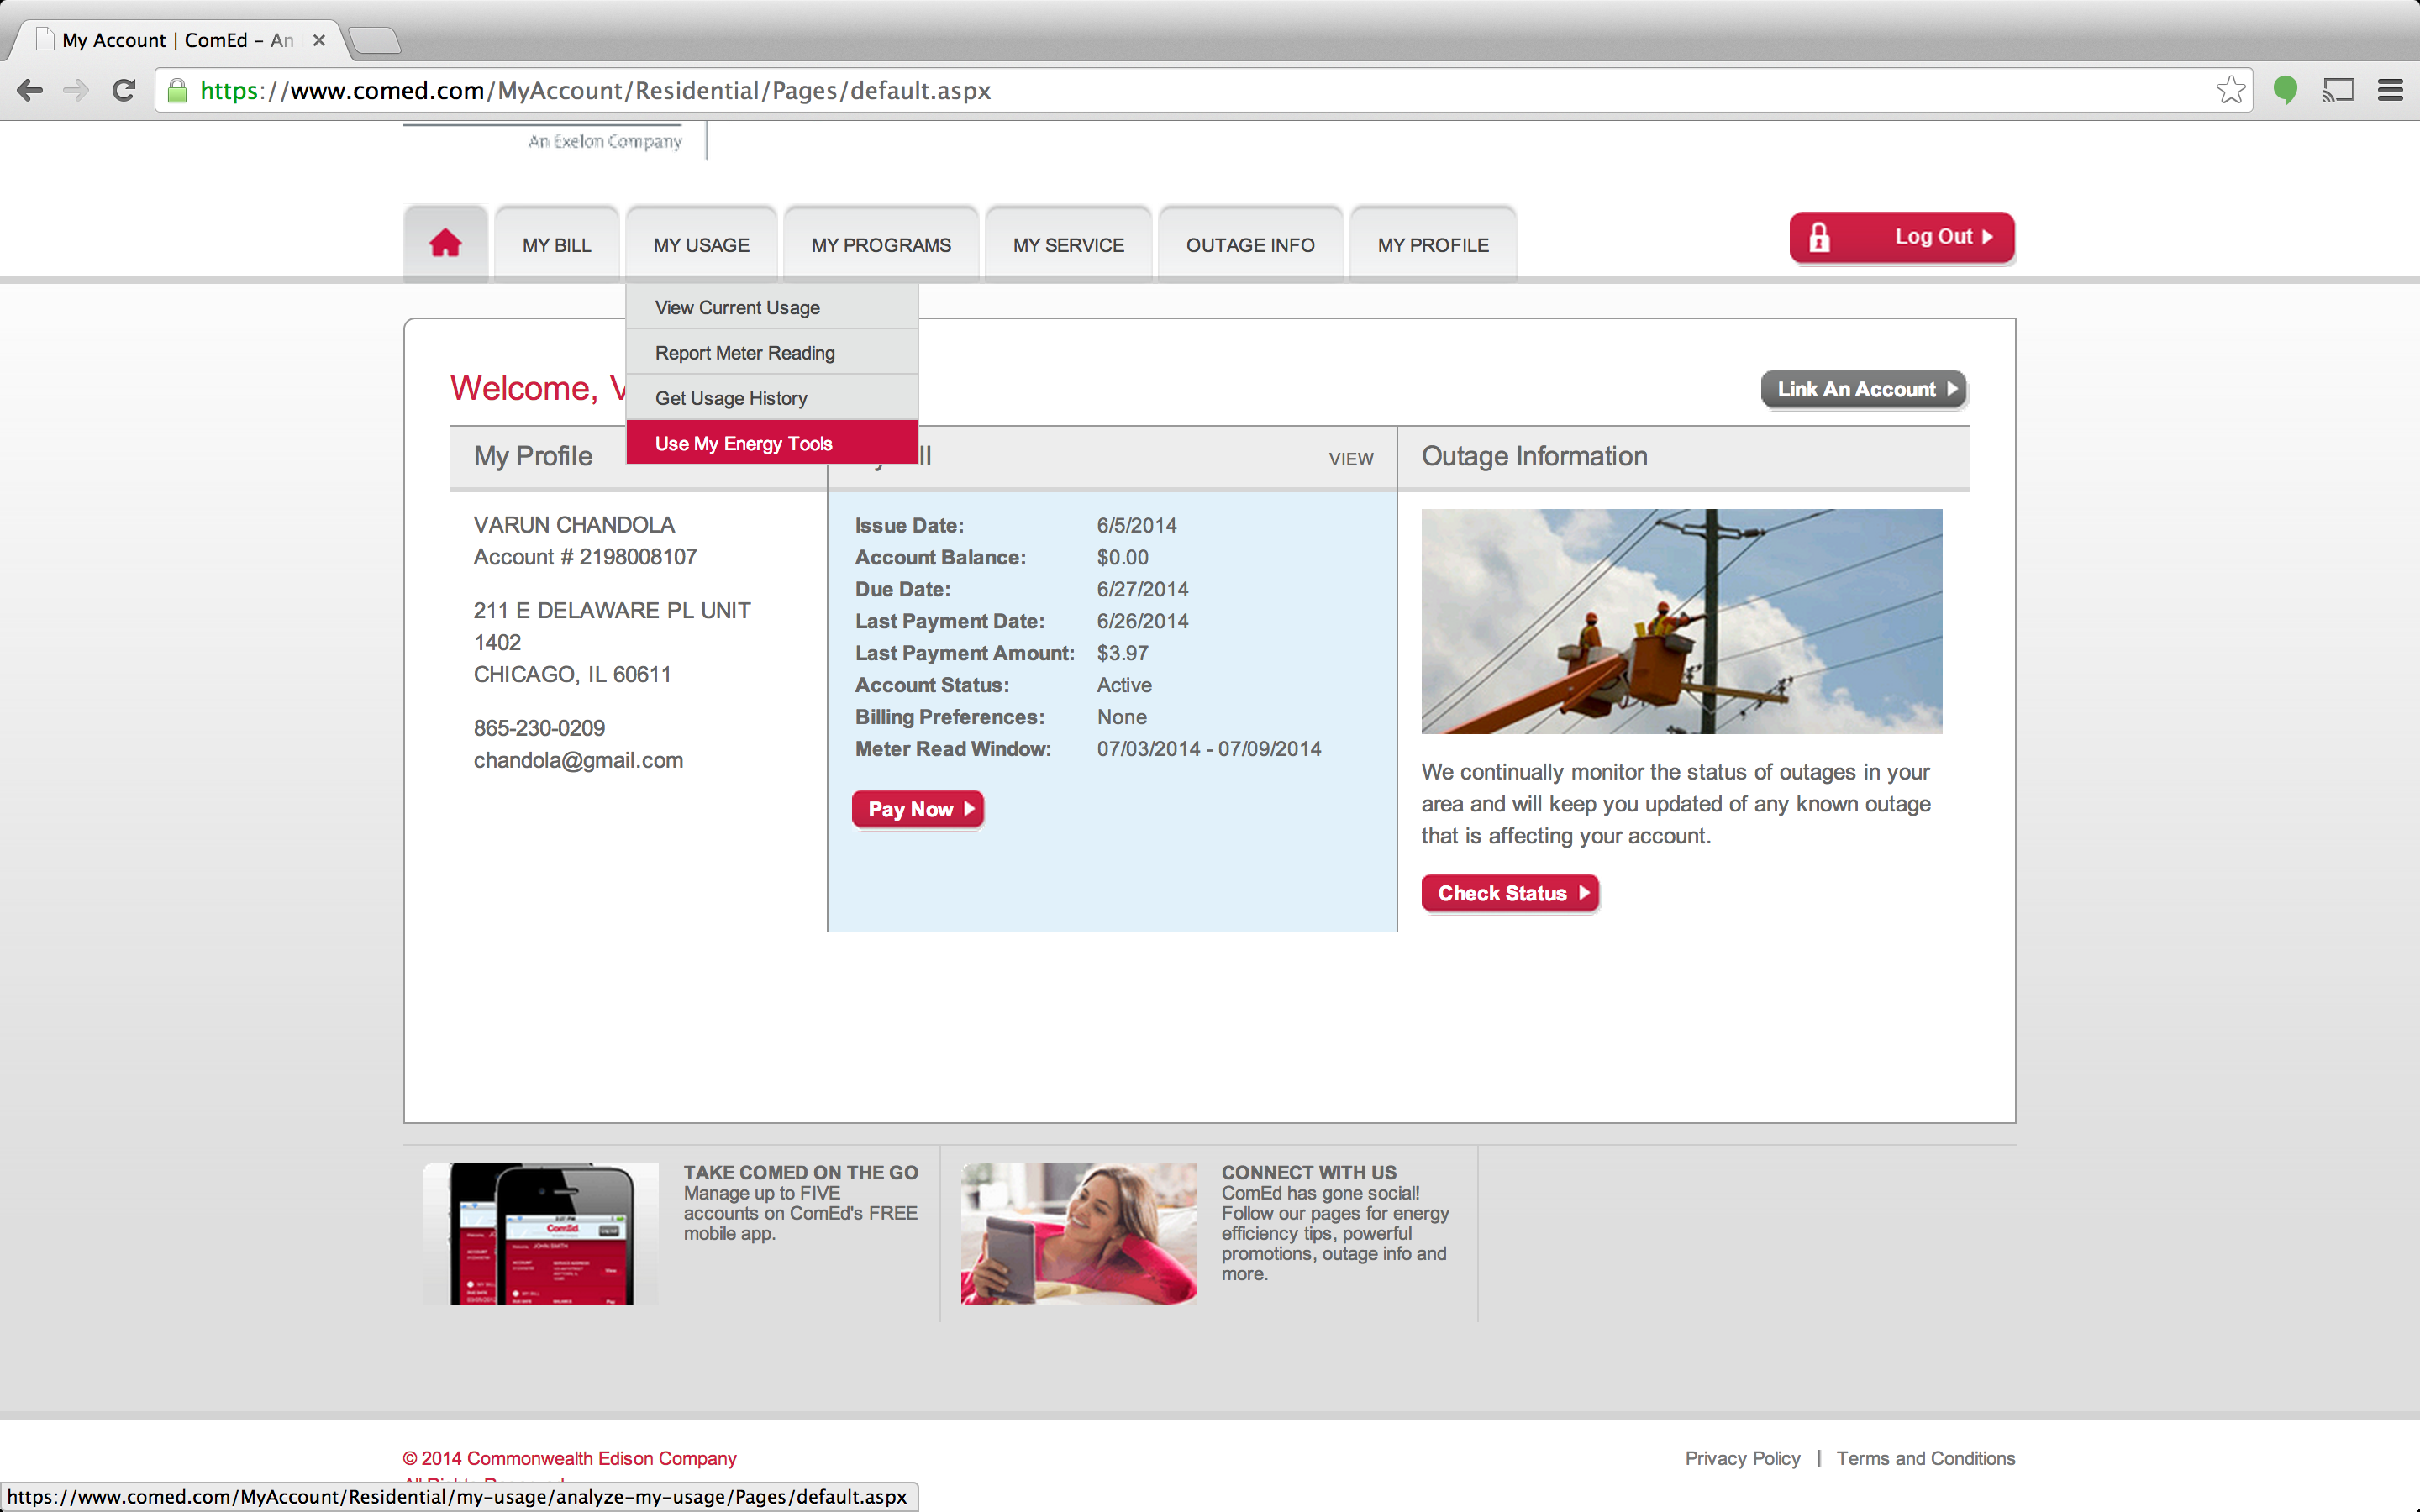 My Account | ComEd – An
https://www.comed.com/MyAccount/Residential/Pages/default.aspx
An Exelon Company
MY BILL
MY USAGE
MY PROGRAMS
MY SERVICE
OUTAGE INFO
MY PROFILE
Log Out
View Current Usage
Report Meter Reading
Get Usage History
Use My Energy Tools
Welcome, V
Link An Account
My Profile
VIEW
Outage Information
VARUN CHANDOLA
Account # 2198008107
211 E DELAWARE PL UNIT
1402
CHICAGO, IL 60611
865-230-0209
chandola@gmail.com
Issue Date: 6/5/2014
Account Balance: $0.00
Due Date: 6/27/2014
Last Payment Date: 6/26/2014
Last Payment Amount: $3.97
Account Status: Active
Billing Preferences: None
Meter Read Window: 07/03/2014 - 07/09/2014
Pay Now
We continually monitor the status of outages in your
area and will keep you updated of any known outage
that is affecting your account.
Check Status
ComEd
TAKE COMED ON THE GO
Manage up to FIVE
accounts on ComEd's FREE
mobile app.
CONNECT WITH US
ComEd has gone social!
Follow our pages for energy
efficiency tips, powerful
promotions, outage info and
more.
© 2014 Commonwealth Edison Company
Privacy Policy | Terms and Conditions
https://www.comed.com/MyAccount/Residential/my-usage/analyze-my-usage/Pages/default.aspx